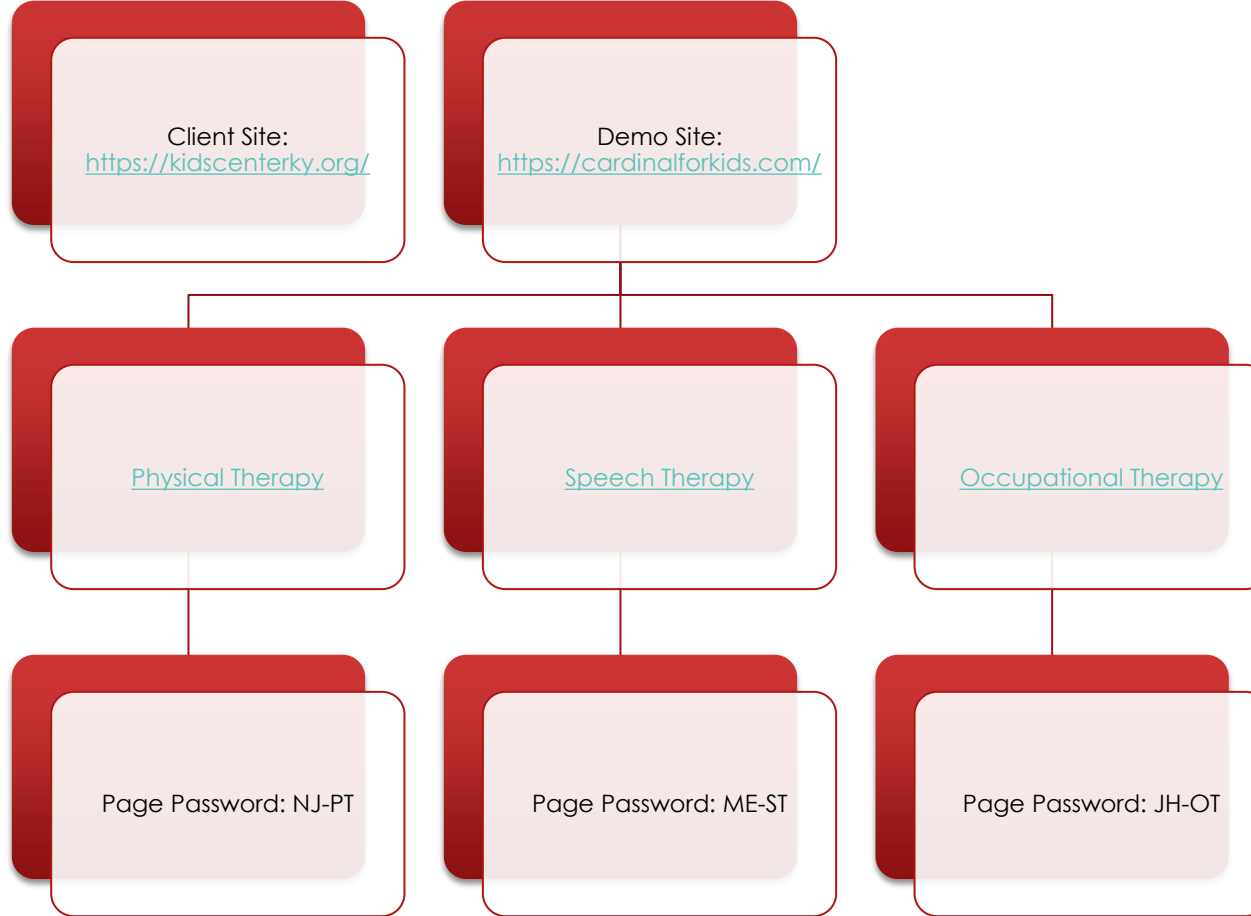 Client Site:
https://kidscenterky.org/
Demo Site:
https://cardinalforkids.com/
Physical Therapy
Speech Therapy
Occupational Therapy
Page Password: NJ-PT
Page Password: ME-ST
Page Password: JH-OT